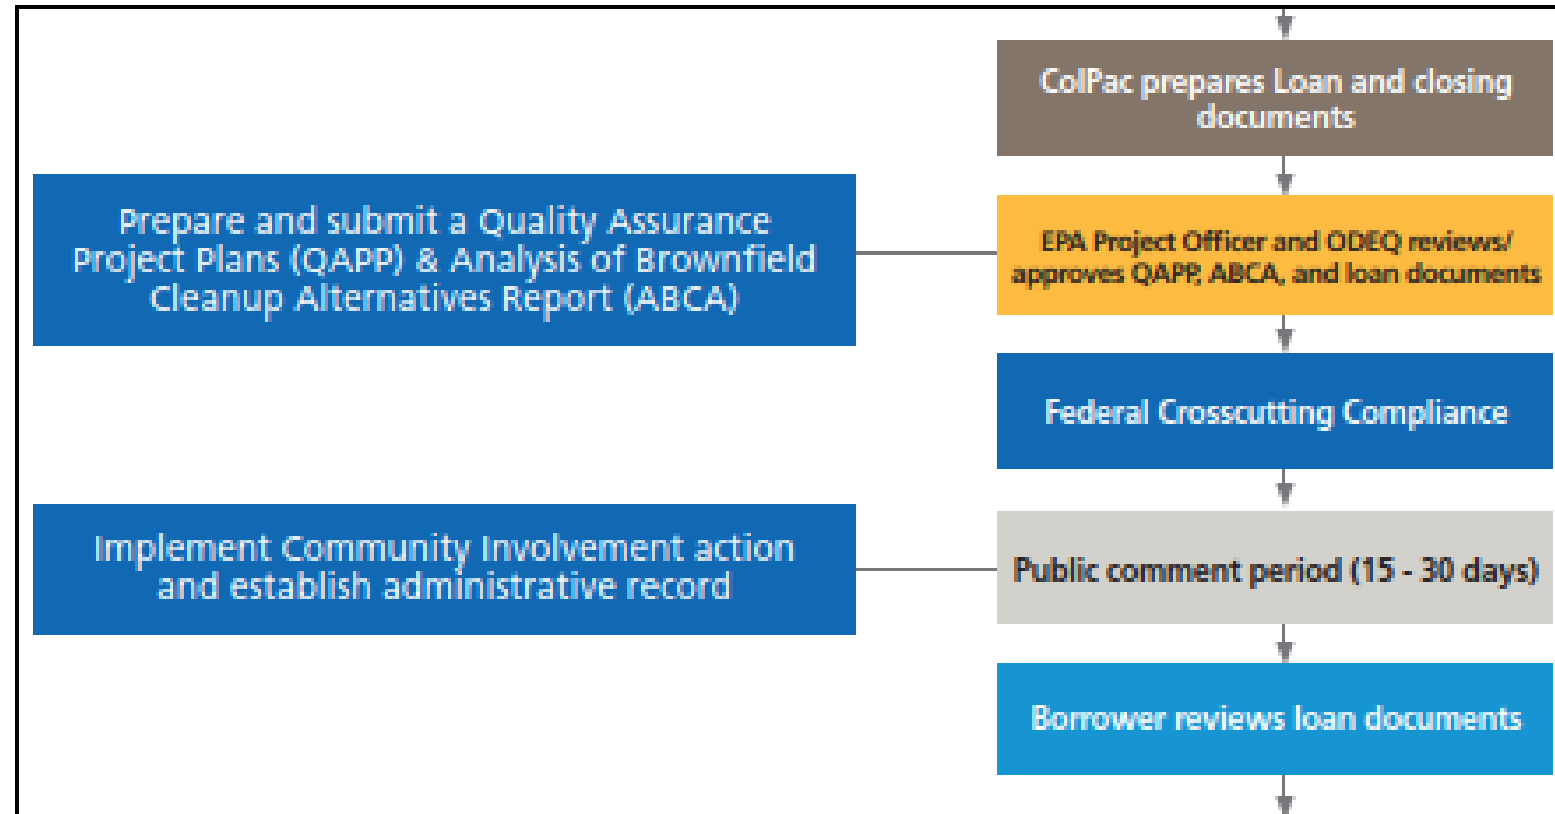 ColPac prepares Loan and closing
documents
Prepare and submit a Quality Assurance
Project Plans (QAPP) & Analysis of Brownfield
Cleanup Alternatives Report (ABCA)
EPA Project Officer and ODEQ reviews/
approves QAPP, ABCA, and loan documents
Federal Crosscutting Compliance
Implement Community Involvement action
and establish administrative record
Public comment period (15 - 30 days)
Borrower reviews loan documents